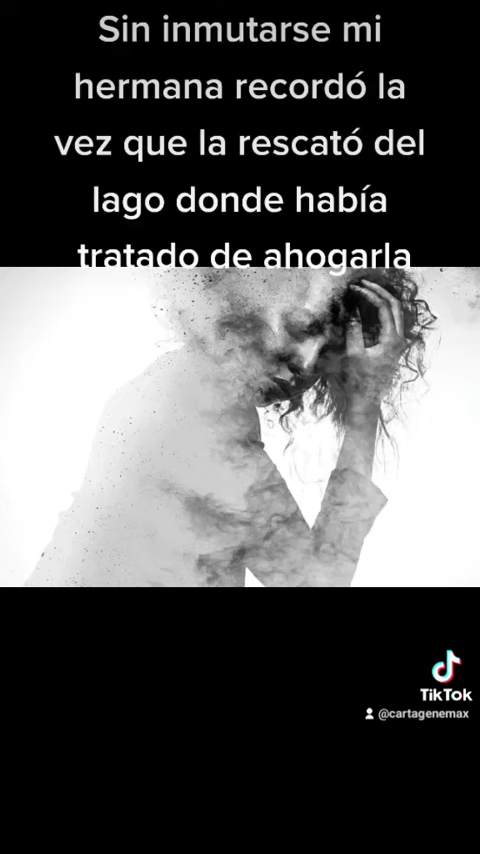 Sin inmutarse mi
hermana recordó la
vez que la rescató del
lago donde había
tratado de ahogarla
TikTok
@cartagenemax